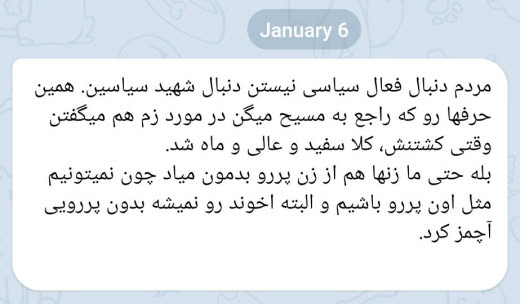 January 6
مردم دنبال فعال سیاسی نیستن دنبال شهید سیاسین. همین
حرفها رو که راجع به مسیح میگن در مورد زم هم میگفتن
وقتی کشتنش، کلا سفید و عالی و ماه شد.
بله حتی ما زنها هم از زن پررو بدمون میاد چون نمیتونیم
مثل اون پررو باشیم و البته اخوند رو نمیشه بدون پررویی
آچمز کرد.